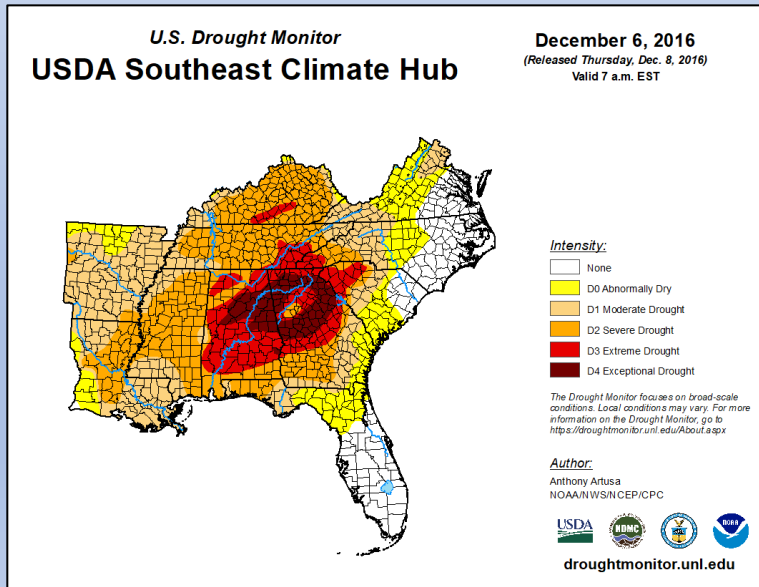 U.S. Drought Monitor
USDA Southeast Climate Hub
December 6, 2016
(Released Thursday, Dec. 8, 2016)
Valid 7 a.m. EST
Intensity:
None
D0 Abnormally Dry
D1 Moderate Drought
D2 Severe Drought
D3 Extreme Drought
D4 Exceptional Drought
The Drought Monitor focuses on broad-scale
conditions. Local conditions may vary. For more
information on the Drought Monitor, go to
https://droughtmonitor.unl.edu/About.aspx
Author:
Anthony Artusa
NOAA/NWS/NCEP/CPC
USDA
NDMC
NOAA
droughtmonitor.unl.edu